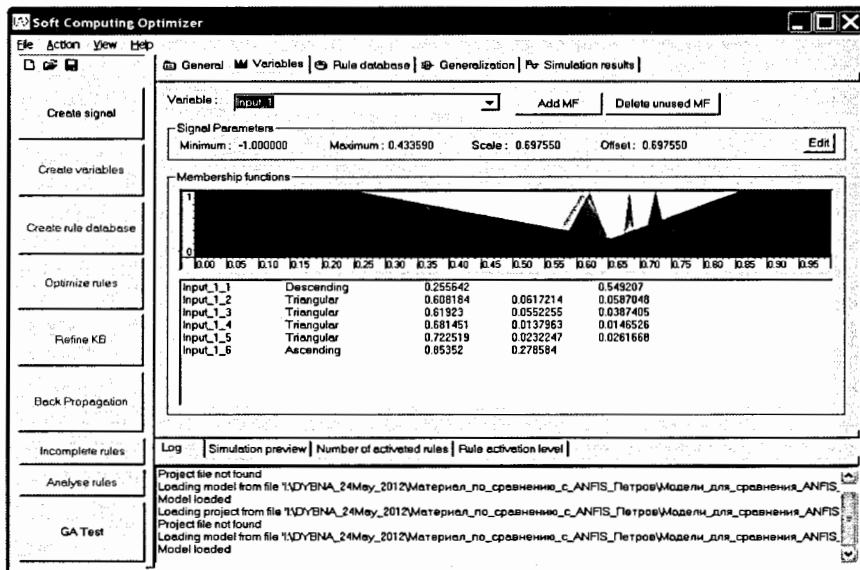 Soft Computing Optimizer
File Action View Help
General Variables Rule database Generalization Simulation results
Create signal
Create variables
Create rule database
Optimize rules
Refine KB
Back Propagation
Incomplete rules
Analyse rules
GA Test
Variable : Input_1 Add MF Delete unused MF
Signal Parameters
Minimum : -1.000000 Maximum : 0.433590 Scale : 0.697550 Offset : 0.697550 Edit
Membership functions
1
0
0.00 0.05 0.10 0.15 0.20 0.25 0.30 0.35 0.40 0.45 0.50 0.55 0.60 0.65 0.70 0.75 0.80 0.85 0.90 0.95
Input_1_1 Descending 0.255642 0.549207
Input_1_2 Triangular 0.608184 0.0617214 0.0587048
Input_1_3 Triangular 0.61923 0.0552255 0.0387405
Input_1_4 Triangular 0.681451 0.0137963 0.0146526
Input_1_5 Triangular 0.722519 0.0232247 0.0261668
Input_1_6 Ascending 0.85352 0.278584
Log Simulation preview Number of activated rules Rule activation level
Project file not found
Loading model from file 'I:\DYBNA_24May_2012\Материал_по_сравнению_с_ANFIS_Петров\Модели_для_сравнения_ANFIS_
Model loaded
Loading project from file 'I:\DYBNA_24May_2012\Материал_по_сравнению_с_ANFIS_Петров\Модели_для_сравнения_ANFIS
Project file not found
Loading model from file 'I:\DYBNA_24May_2012\Материал_по_сравнению_с_ANFIS_Петров\Модели_для_сравнения_ANFIS_
Model loaded